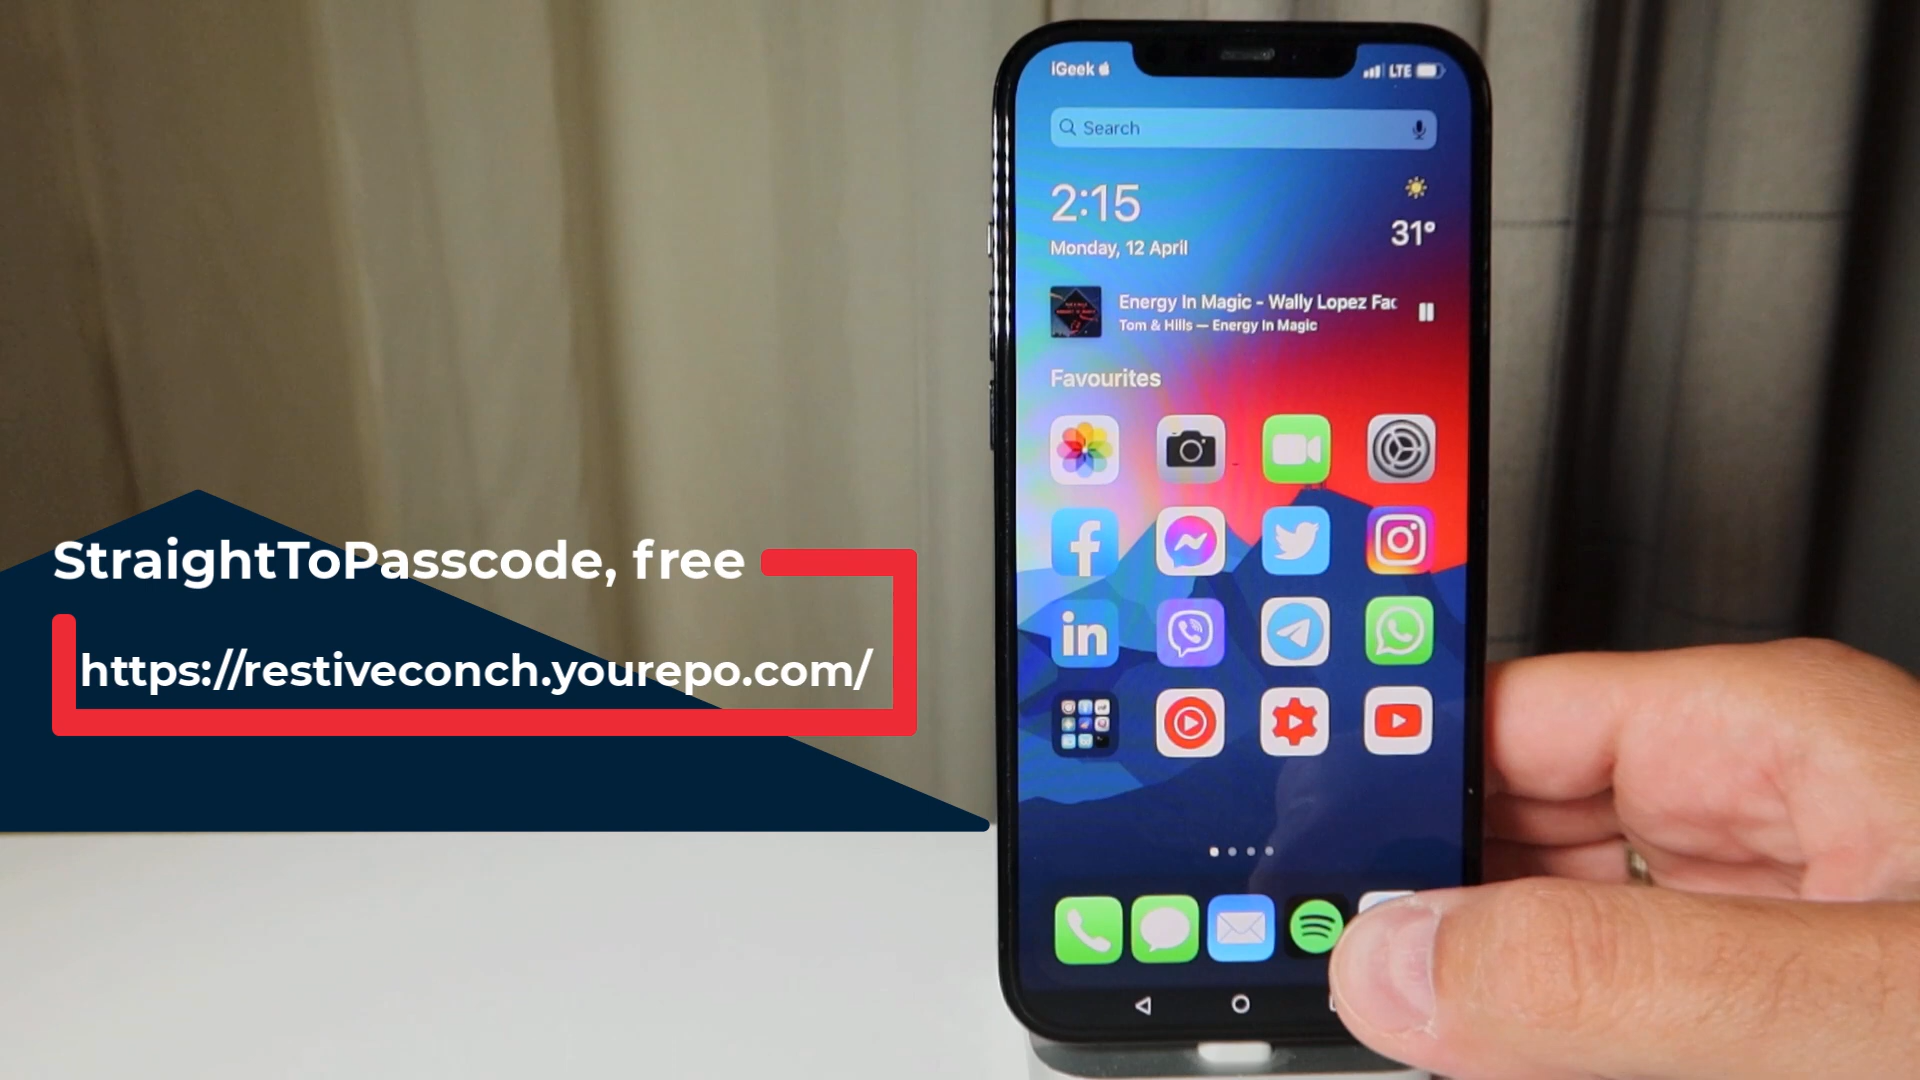 StraightToPasscode, free
https://restiveconch.yourepo.com/
iGeek
LTE
Search
2:15
31°
Monday, 12 April
Energy In Magic - Wally Lopez Fac
Tom & Hills — Energy In Magic
Favourites
in